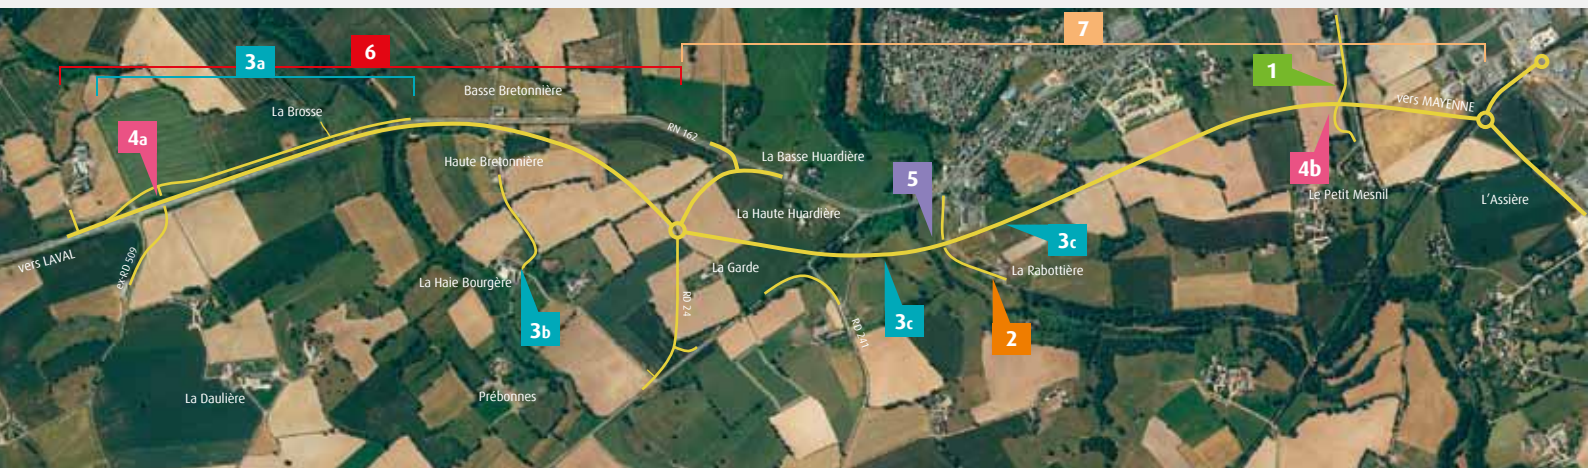 7
6
3a
1
Basse Bretonnière
La Brosse
vers MAYENNE
4a
RN 162
Haute Bretonnière
La Basse Huardière
4b
5
Le Petit Mesnil
L'Assière
La Haute Huardière
3c
vers LAVAL
ex-RD 509
La Garde
La Rabottière
La Haie Bourgère
RD 24
3b
3c
RD 241
2
La Daulière
Prébonnes